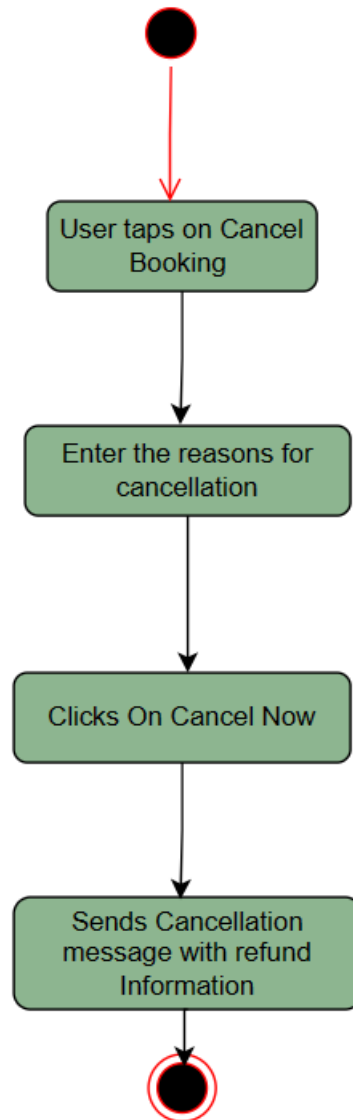 User taps on Cancel
Booking
Enter the reasons for
cancellation
Clicks On Cancel Now
Sends Cancellation
message with refund
Information